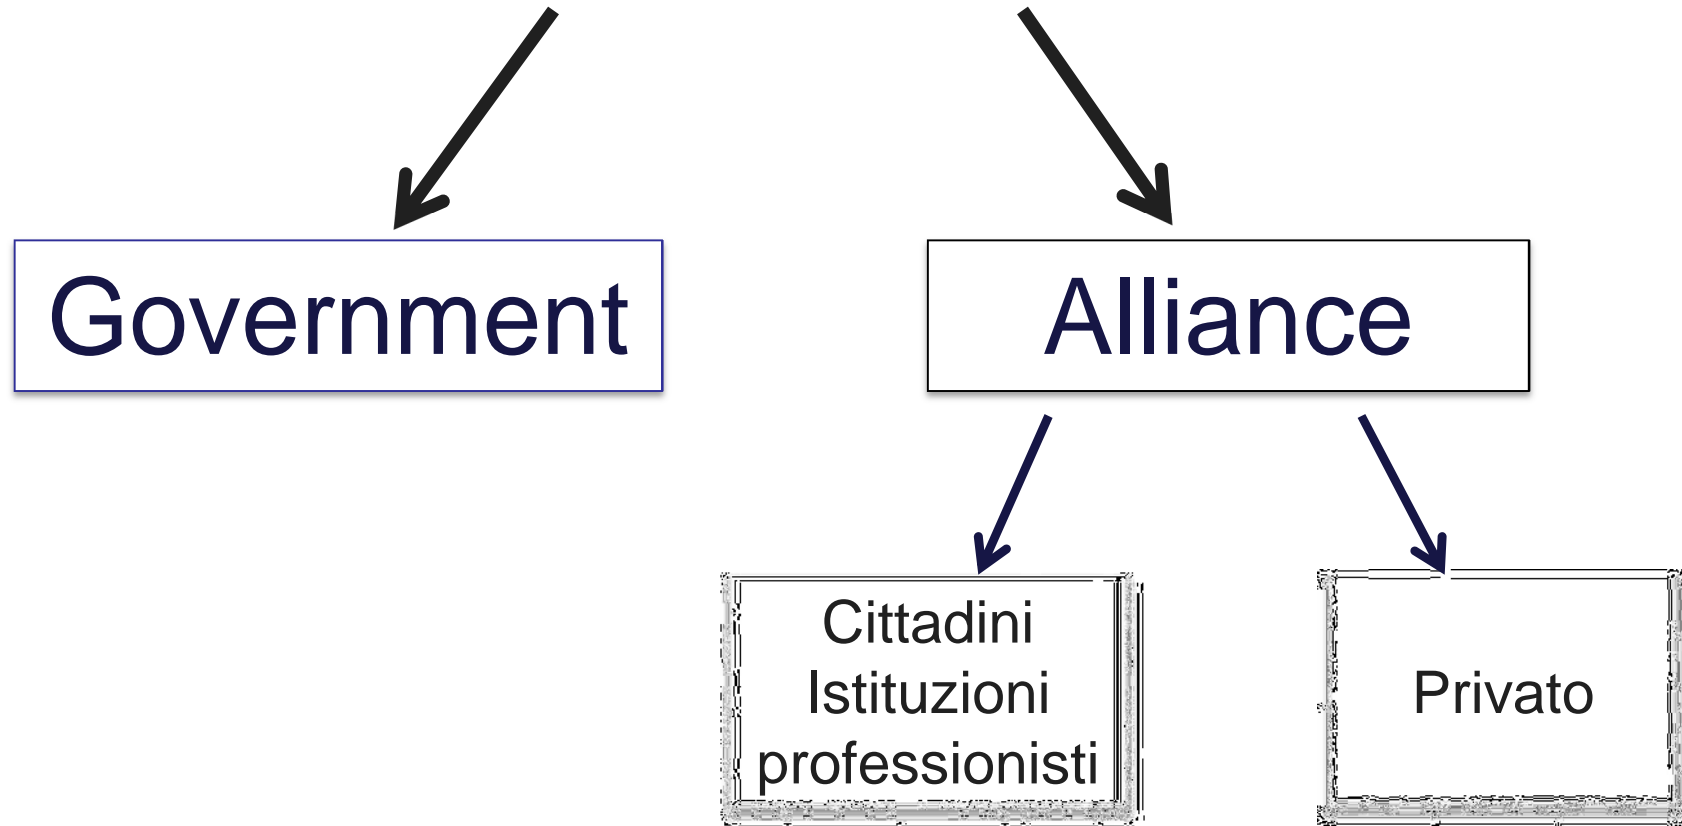 Government
Alliance
Cittadini
Istituzioni
professionisti
Privato